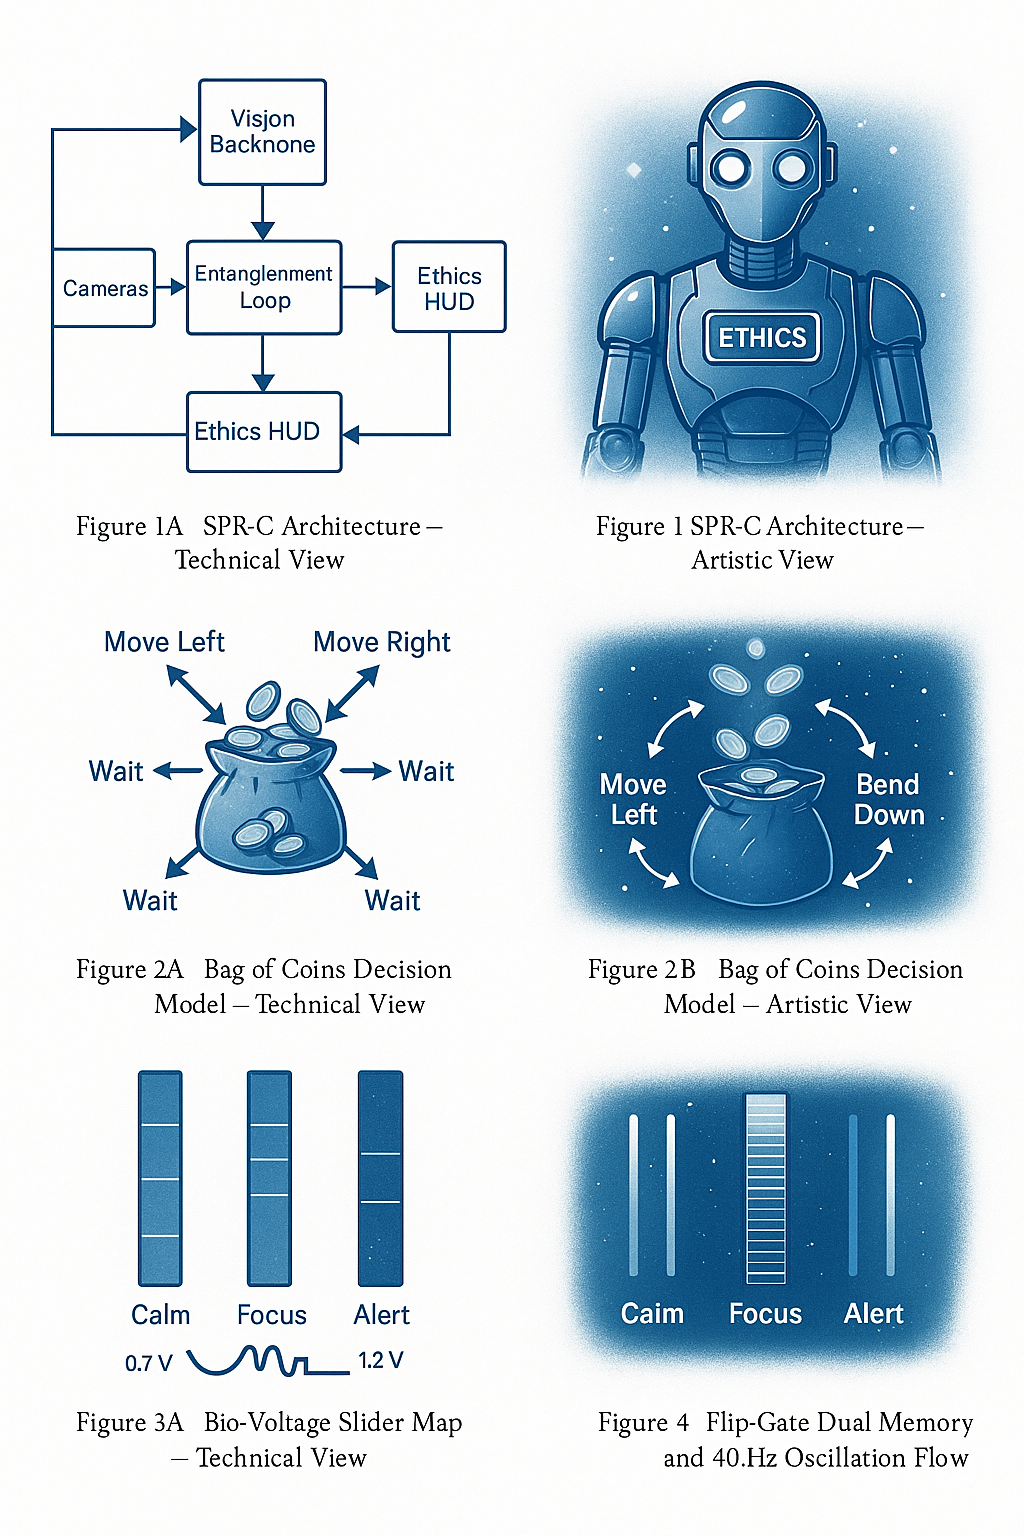 Visjon
Backnone
Cameras
Entanglenment
Loop
Ethics
HUD
Ethics HUD
Figure 1A SPR-C Architecture –
Technical View
ETHICS
Figure 1 SPR-C Architecture –
Artistic View
Move Left
Move Right
Wait
Wait
Wait
Wait
Figure 2A Bag of Coins Decision
Model – Technical View
Move
Left
Bend
Down
Figure 2B Bag of Coins Decision
Model – Artistic View
Calm
Focus
Alert
0.7 V
1.2 V
Figure 3A Bio-Voltage Slider Map
– Technical View
Caim
Focus
Alert
Figure 4 Flip-Gate Dual Memory
and 40.Hz Oscillation Flow